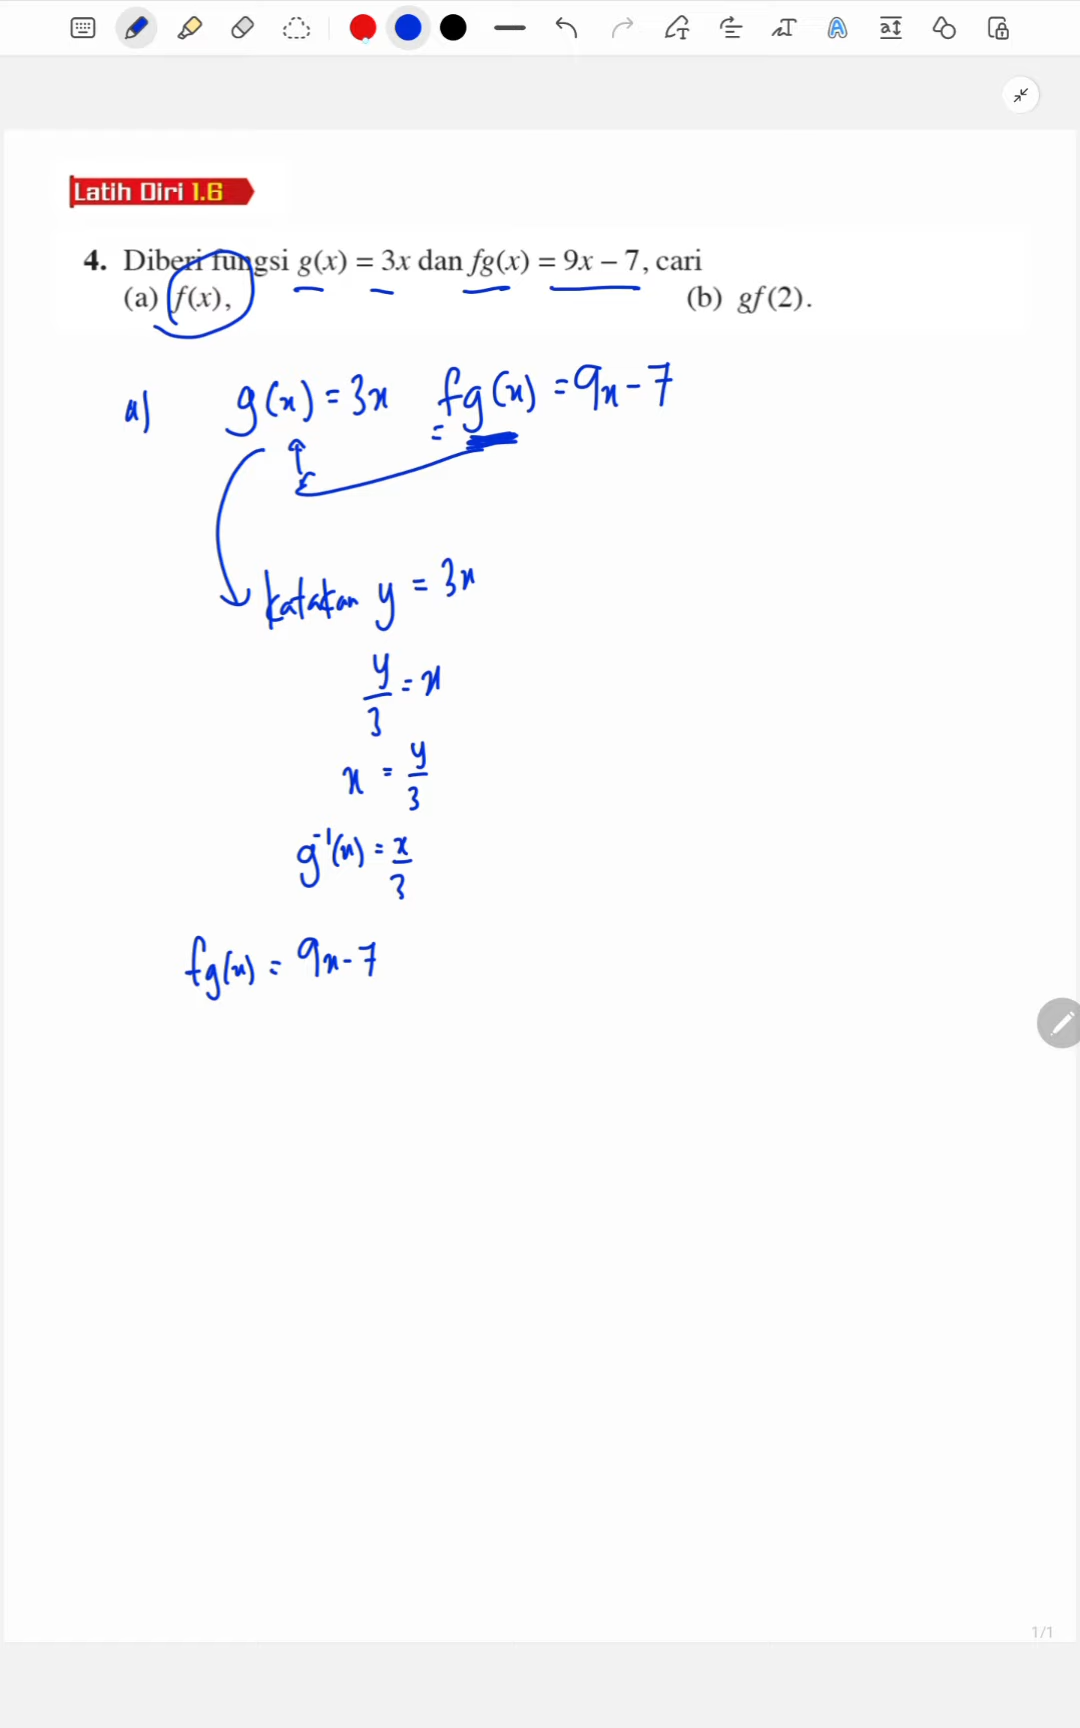 Latih Diri 1.6
4. Diberi fungsi g(x) = 3x dan fg(x) = 9x – 7, cari
(a) f(x), (b) gf(2).
a) g(x) = 3x fg(x) = 9x - 7
=
katakan y = 3x
y/3 = x
x = y/3
g⁻¹(x) = x/3
fg(x) = 9x - 7
1/1